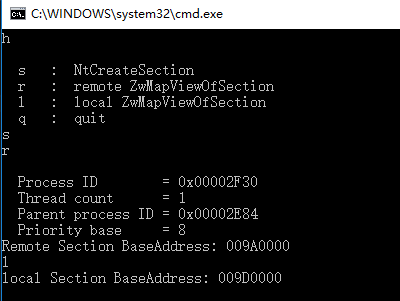 C:\WINDOWS\system32\cmd.exe
h
s   :  NtCreateSection
r   :  remote ZwMapViewOfSection
l   :  local ZwMapViewOfSection
q   :  quit
s
r
Process ID        = 0x00002F30
Thread count      = 1
Parent process ID = 0x00002E84
Priority base     = 8
Remote Section BaseAddress: 009A0000
l
local Section BaseAddress: 009D0000